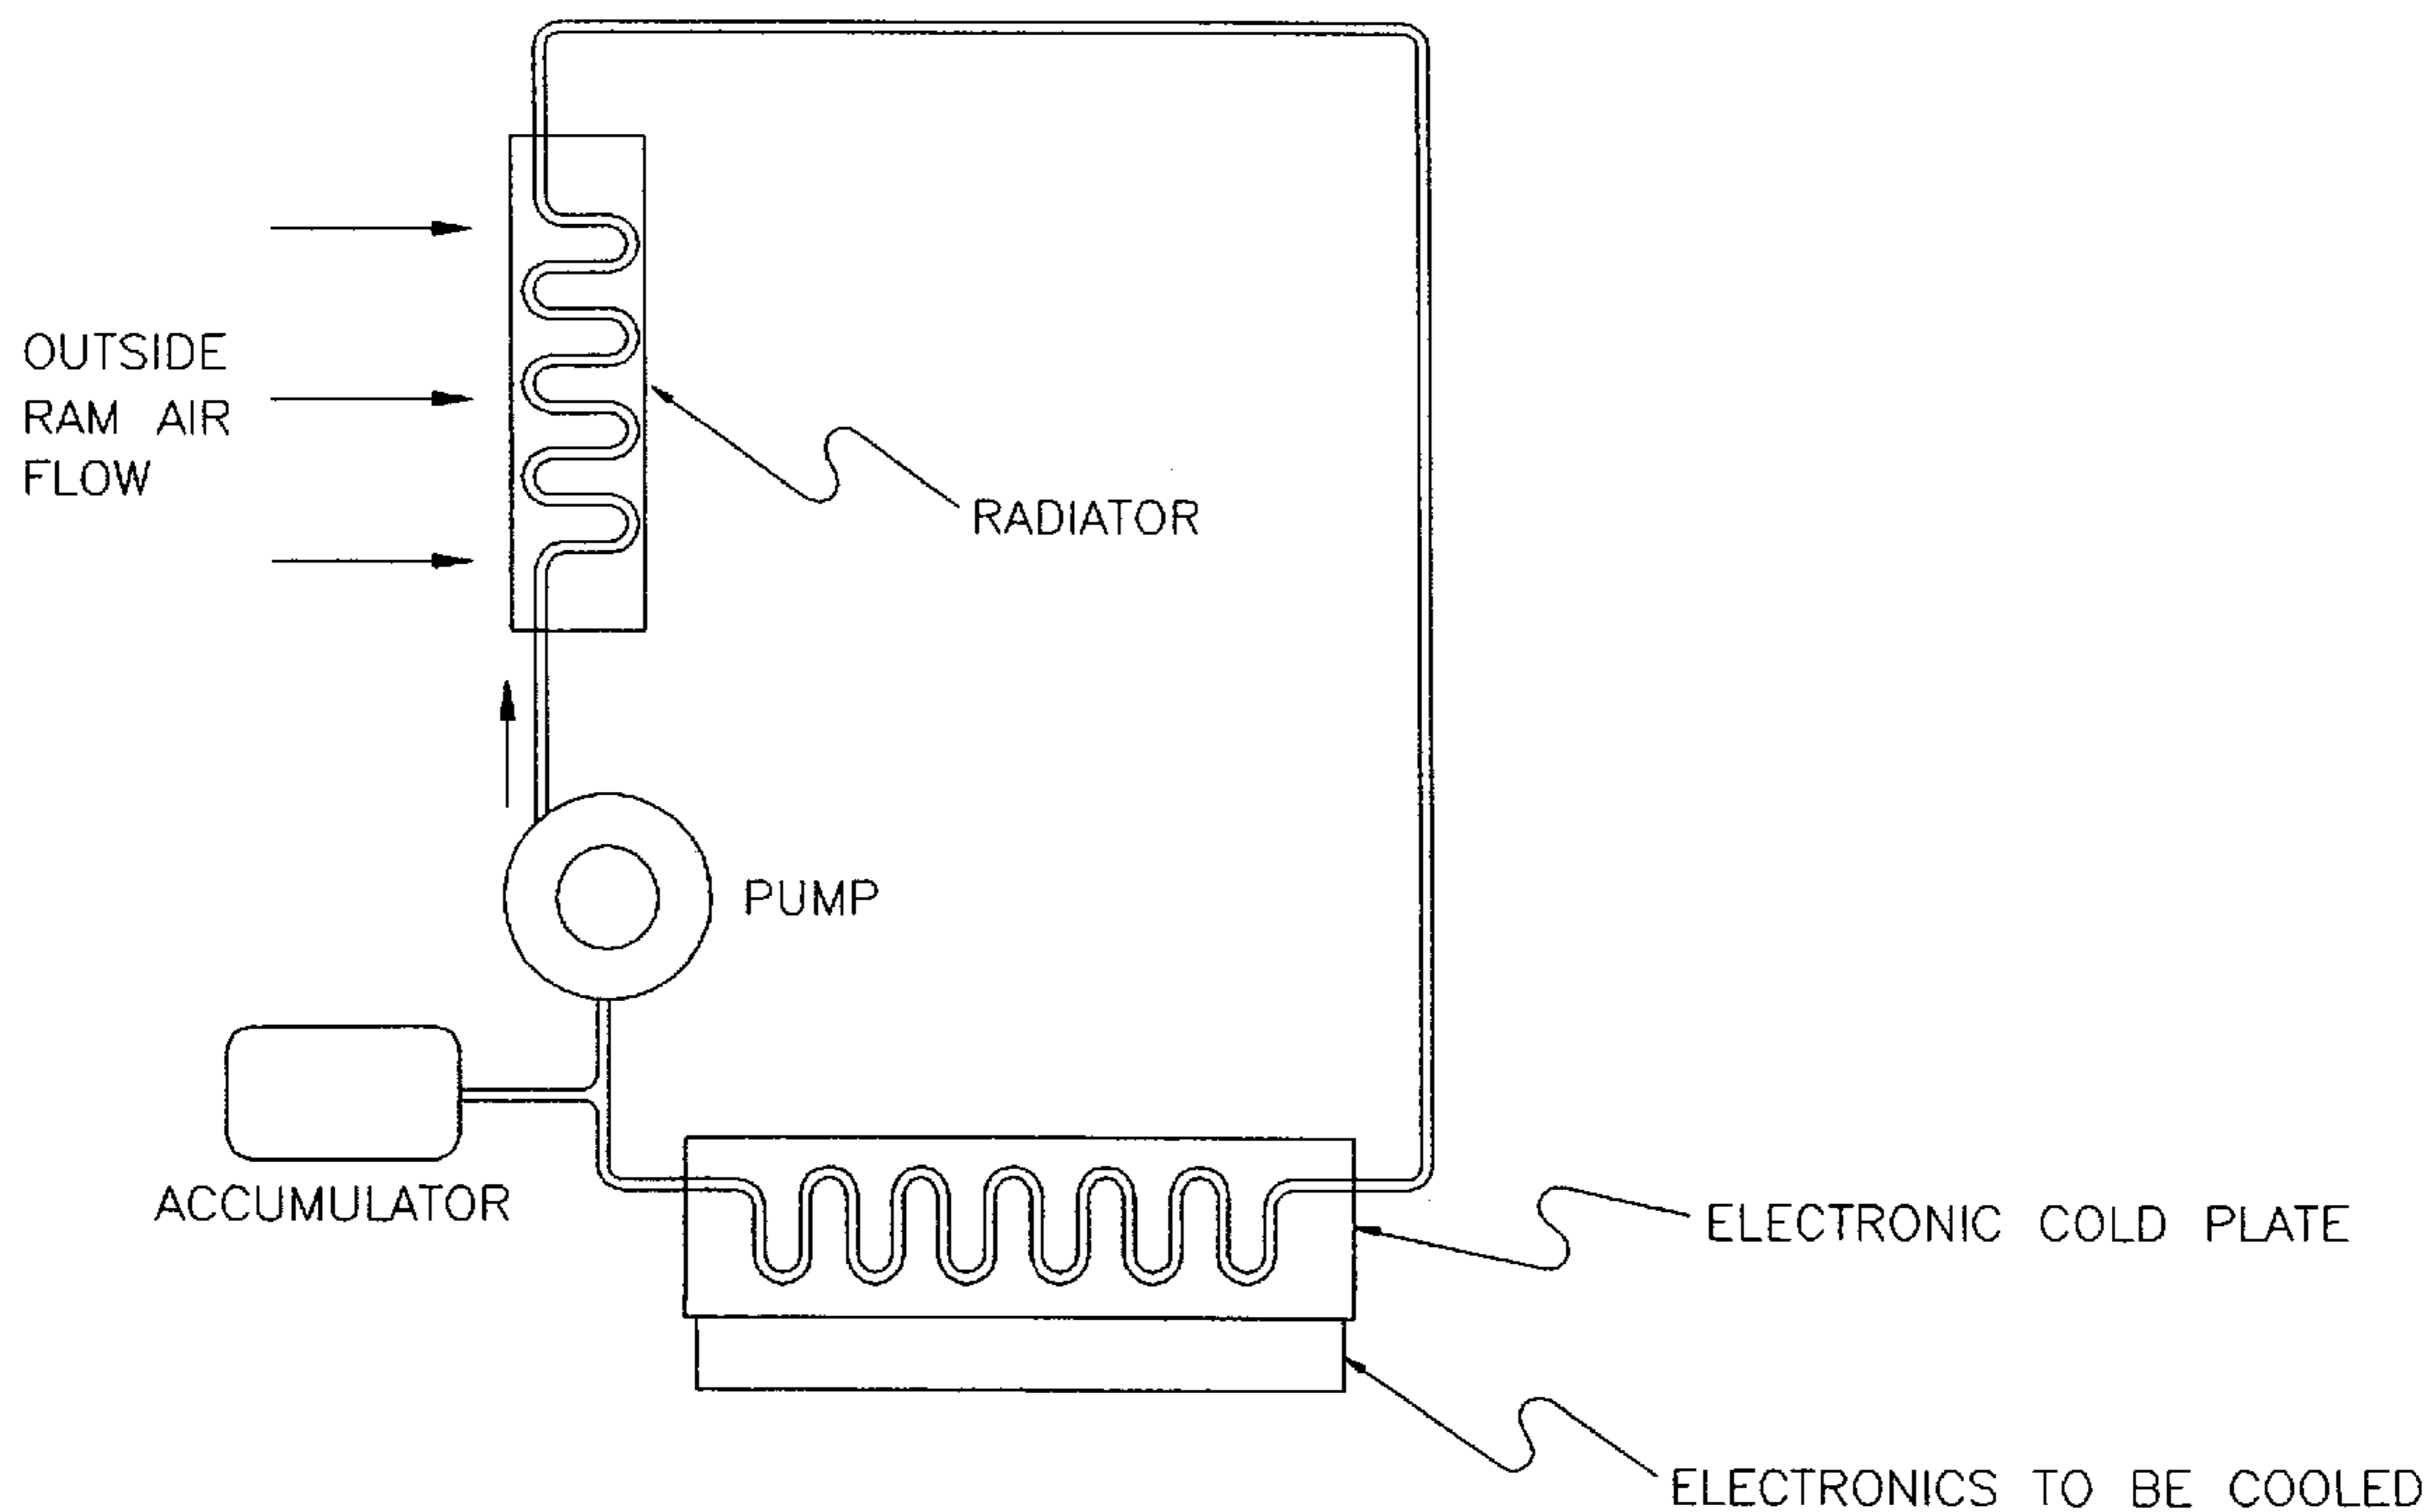 OUTSIDE
RAM AIR
FLOW
RADIATOR
PUMP
ACCUMULATOR
ELECTRONIC COLD PLATE
ELECTRONICS TO BE COOLED